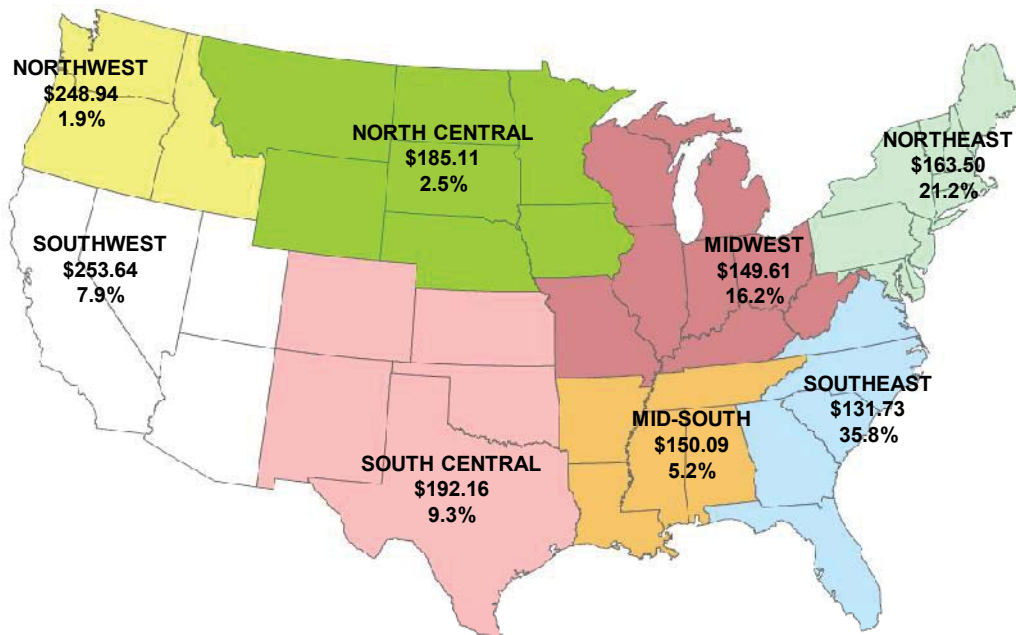 NORTHWEST
$248.94
1.9%
NORTH CENTRAL
$185.11
2.5%
NORTHEAST
$163.50
21.2%
SOUTHWEST
$253.64
7.9%
MIDWEST
$149.61
16.2%
SOUTHEAST
$131.73
35.8%
MID-SOUTH
$150.09
5.2%
SOUTH CENTRAL
$192.16
9.3%